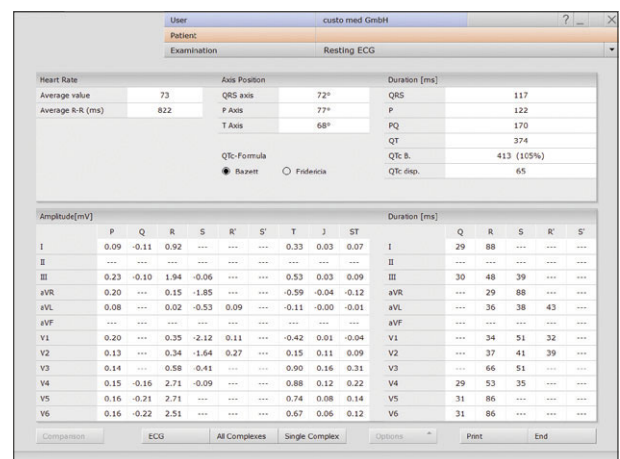 User custo med GmbH ? _ X
Patient
Examination Resting ECG
Heart Rate Axis Position Duration [ms]
Average value 73 QRS axis 72° QRS 117
Average R-R (ms) 822 P Axis 77° P 122
T Axis 68° PQ 170
QT 374
QTc-Formula QTc B. 413 (105%)
Bazett Fridericia QTc disp. 65
Amplitude[mV] Duration [ms]
P Q R S R' S' T J ST Q R S R' S'
I 0.09 -0.11 0.92 --- --- --- 0.33 0.03 0.07 I 29 88 --- --- ---
II --- --- --- --- --- --- --- --- --- II --- --- --- --- ---
III 0.23 -0.10 1.94 -0.06 --- --- 0.53 0.03 0.09 III 30 48 39 --- ---
aVR 0.20 --- 0.15 -1.85 --- --- -0.59 -0.04 -0.12 aVR --- 29 88 --- ---
aVL 0.08 --- 0.02 -0.53 0.09 --- -0.11 -0.00 -0.01 aVL --- 36 38 43 ---
aVF --- --- --- --- --- --- --- --- --- aVF --- --- --- --- ---
V1 0.20 --- 0.35 -2.12 0.11 --- -0.42 0.01 -0.04 V1 --- 34 51 32 ---
V2 0.13 --- 0.34 -1.64 0.27 --- 0.15 0.11 0.09 V2 --- 37 41 39 ---
V3 0.14 --- 0.58 -0.41 --- --- 0.90 0.16 0.31 V3 --- 66 51 --- ---
V4 0.15 -0.16 2.71 -0.09 --- --- 0.88 0.12 0.22 V4 29 53 35 --- ---
V5 0.16 -0.21 2.71 --- --- --- 0.74 0.08 0.14 V5 31 86 --- --- ---
V6 0.16 -0.22 2.51 --- --- --- 0.67 0.06 0.12 V6 31 86 --- --- ---
Comparison ECG All Complexes Single Complex Options Print End